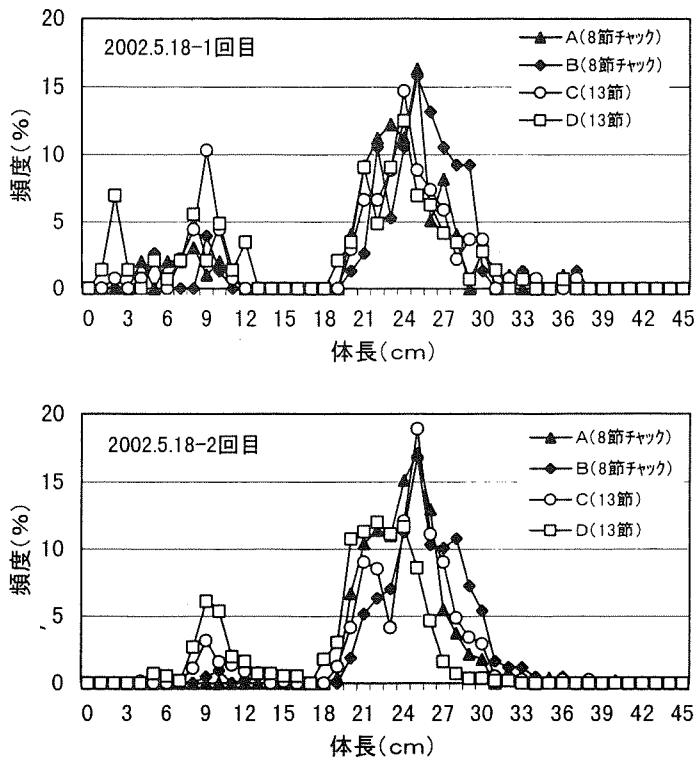 2002.5.18-1回目
A(8節チャック)
B(8節チャック)
C(13節)
D(13節)
頻度(%)
20
15
10
5
0
0 3 6 9 12 15 18 21 24 27 30 33 36 39 42 45
体長(cm)
2002.5.18-2回目
A(8節チャック)
B(8節チャック)
C(13節)
D(13節)
頻度(%)
20
15
10
5
0
0 3 6 9 12 15 18 21 24 27 30 33 36 39 42 45
体長(cm)